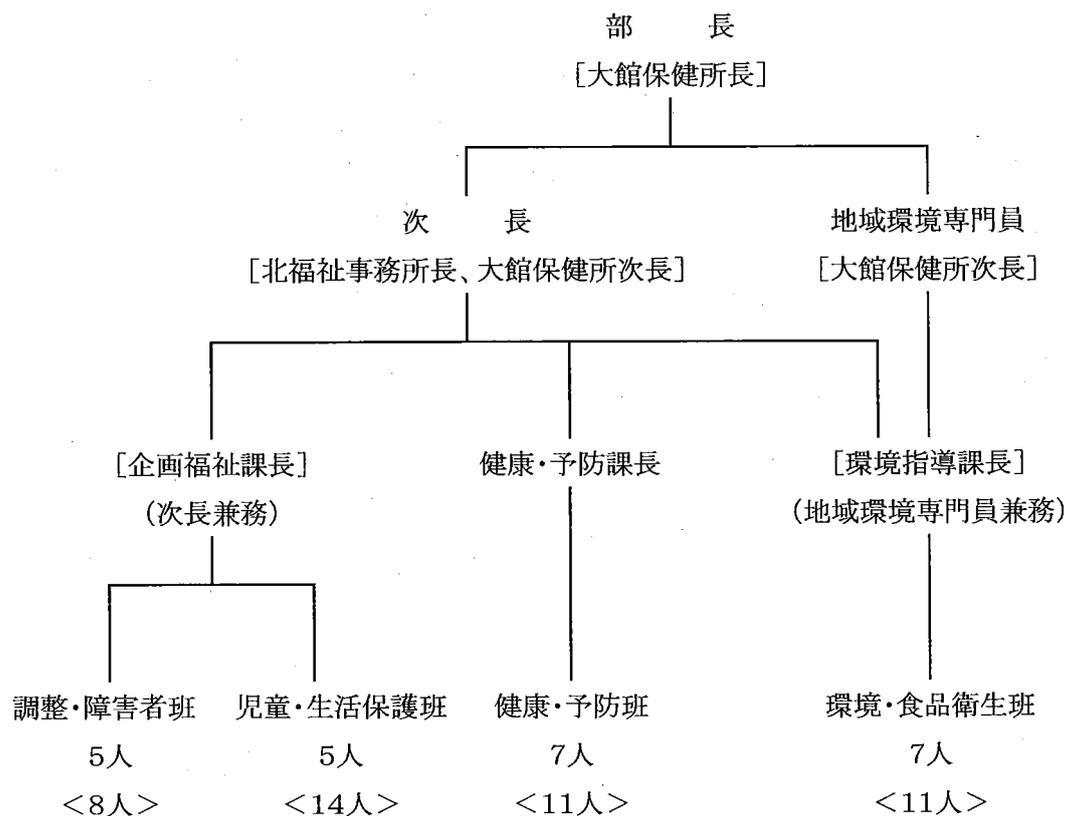 部　　長
[大館保健所長]
次　　長
[北福祉事務所長、大館保健所次長]
地域環境専門員
[大館保健所次長]
[企画福祉課長]
(次長兼務)
健康・予防課長
[環境指導課長]
(地域環境専門員兼務)
調整・障害者班
5人
<8人>
児童・生活保護班
5人
<14人>
健康・予防班
7人
<11人>
環境・食品衛生班
7人
<11人>